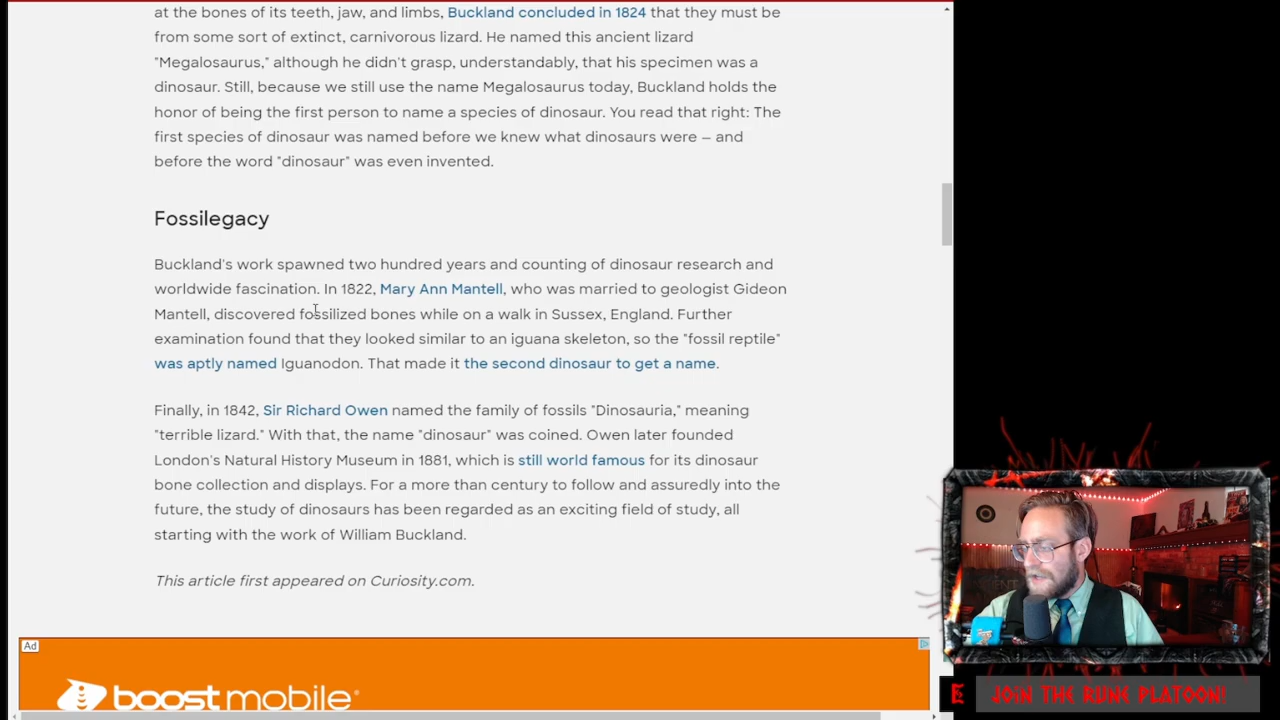 at the bones of its teeth, jaw, and limbs, Buckland concluded in 1824 that they must be
from some sort of extinct, carnivorous lizard. He named this ancient lizard
"Megalosaurus," although he didn't grasp, understandably, that his specimen was a
dinosaur. Still, because we still use the name Megalosaurus today, Buckland holds the
honor of being the first person to name a species of dinosaur. You read that right: The
first species of dinosaur was named before we knew what dinosaurs were — and
before the word "dinosaur" was even invented.
Fossilegacy
Buckland's work spawned two hundred years and counting of dinosaur research and
worldwide fascination. In 1822, Mary Ann Mantell, who was married to geologist Gideon
Mantell, discovered fossilized bones while on a walk in Sussex, England. Further
examination found that they looked similar to an iguana skeleton, so the "fossil reptile"
was aptly named Iguanodon. That made it the second dinosaur to get a name.
Finally, in 1842, Sir Richard Owen named the family of fossils "Dinosauria," meaning
"terrible lizard." With that, the name "dinosaur" was coined. Owen later founded
London's Natural History Museum in 1881, which is still world famous for its dinosaur
bone collection and displays. For a more than century to follow and assuredly into the
future, the study of dinosaurs has been regarded as an exciting field of study, all
starting with the work of William Buckland.
This article first appeared on Curiosity.com.
Ad
boost mobile®
JOIN THE RUNE PLATOON!